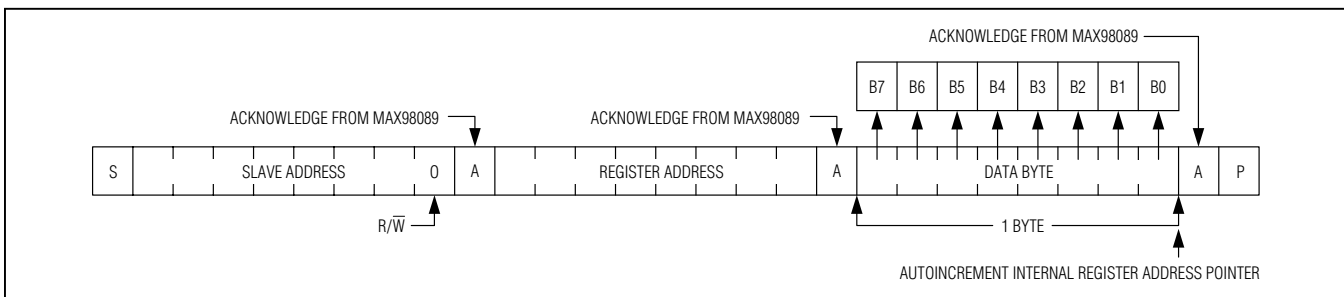 ACKNOWLEDGE FROM MAX98089
B7 B6 B5 B4 B3 B2 B1 B0
ACKNOWLEDGE FROM MAX98089 ACKNOWLEDGE FROM MAX98089
S SLAVE ADDRESS 0 A REGISTER ADDRESS A DATA BYTE A P
R/W̅ 1 BYTE
AUTOINCREMENT INTERNAL REGISTER ADDRESS POINTER